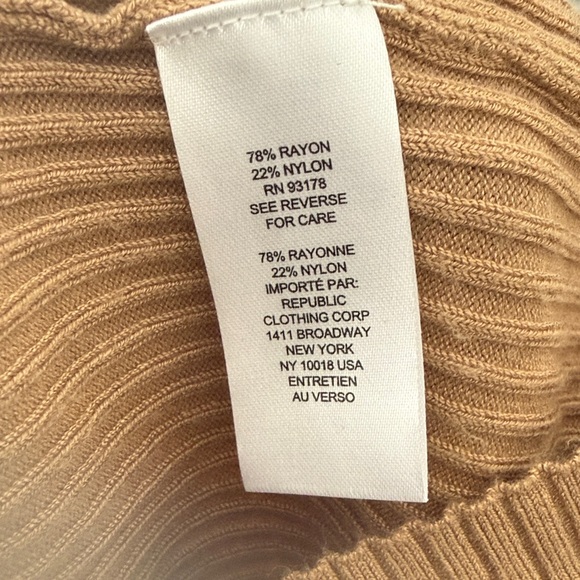 78% RAYON
22% NYLON
RN 93178
SEE REVERSE
FOR CARE
78% RAYONNE
22% NYLON
IMPORTÉ PAR:
REPUBLIC
CLOTHING CORP
1411 BROADWAY
NEW YORK
NY 10018 USA
ENTRETIEN
AU VERSO